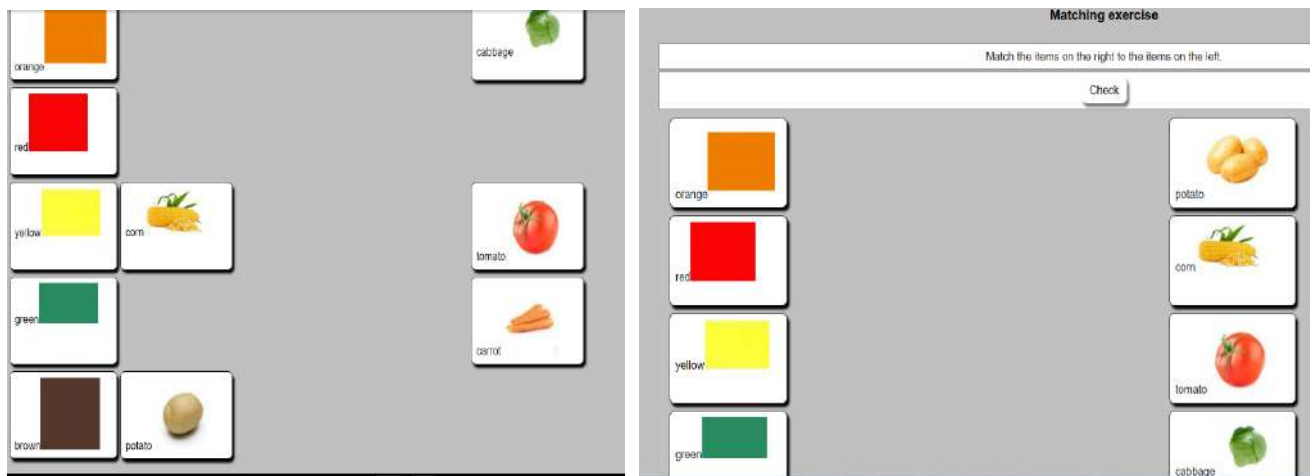 orange
cabbage
red
yellow
corn
tomato
green
carrot
brown
potato
Matching exercise
Match the items on the right to the items on the left.
Check
orange
potato
red
corn
yellow
tomato
green
cabbage